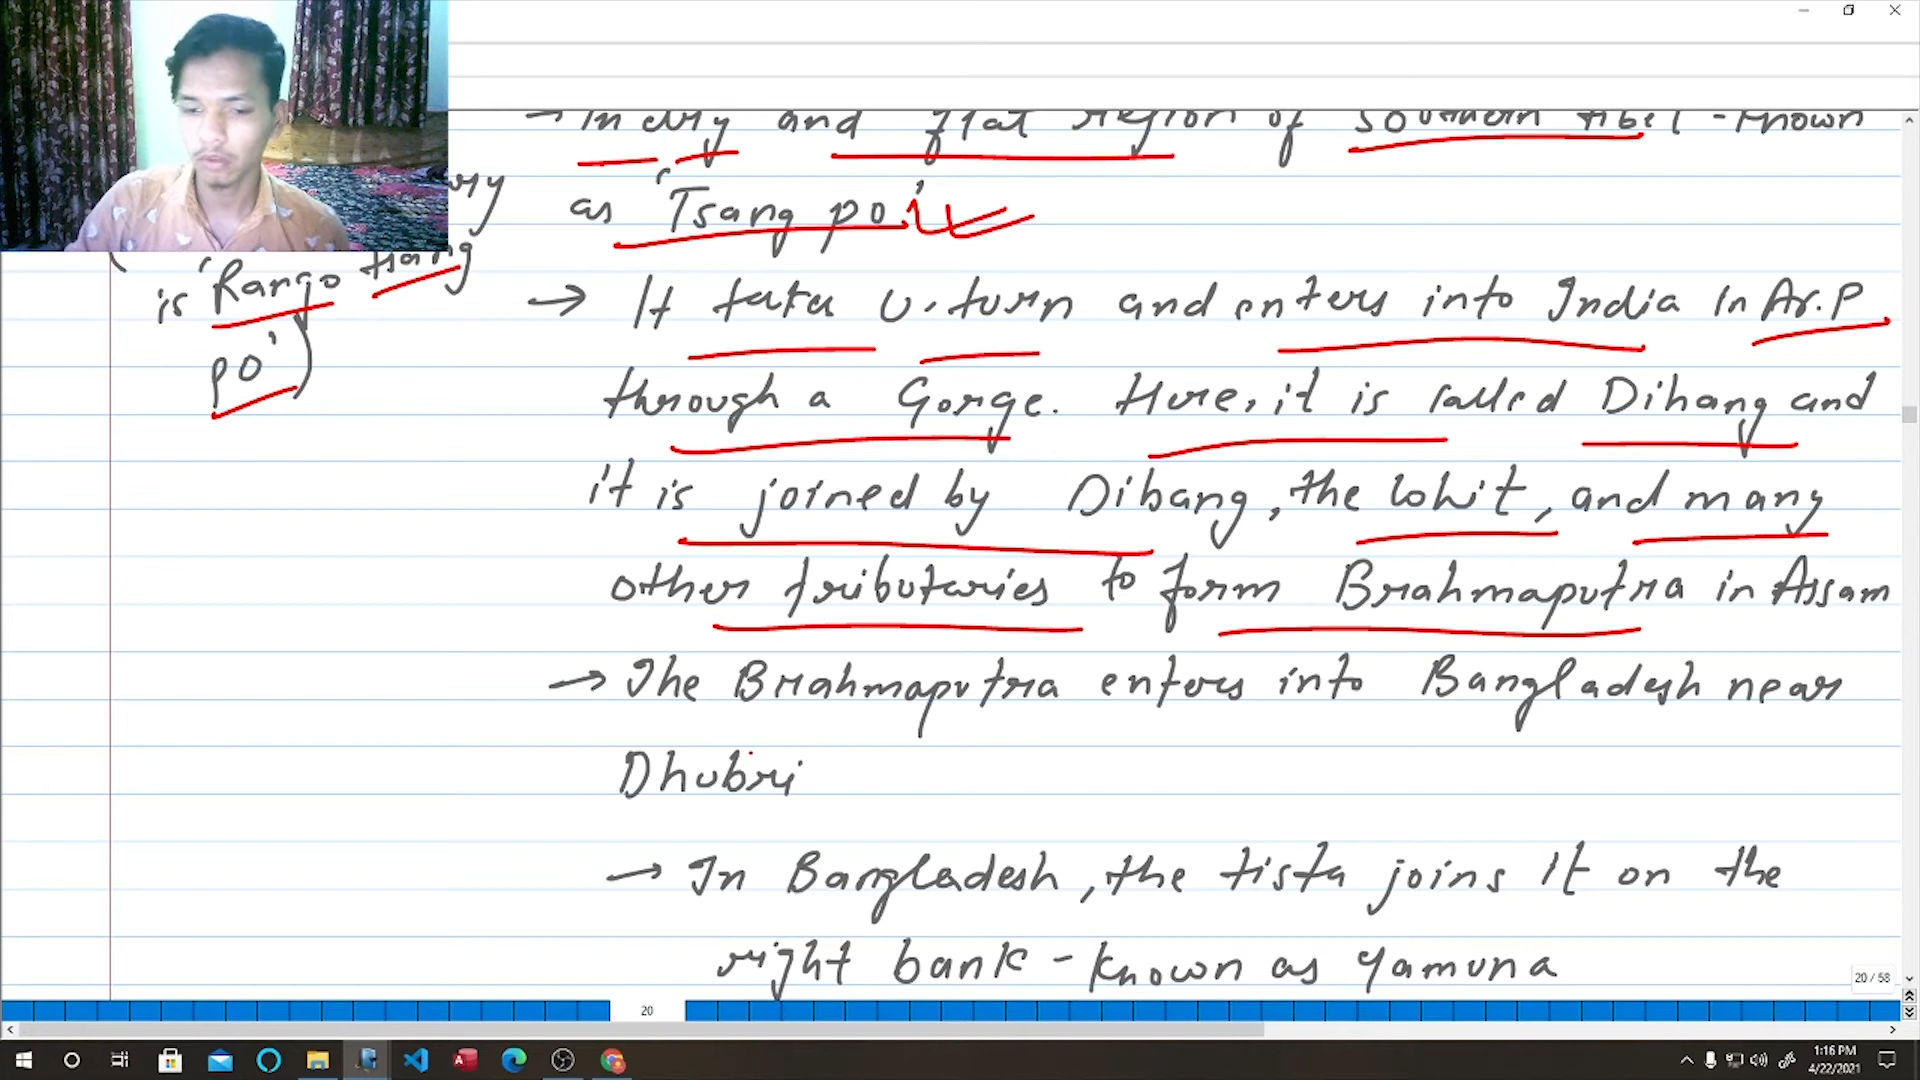 → In dry and flat region of southern Tibet - known
as 'Tsang po'
is 'Rango tsang
po')
→ It takes U-turn and enters into India In Ar.P
through a Gorge. Here, it is called Dihang and
it is joined by Dibang, the lohit, and many
other tributaries to form Brahmaputra in Assam
→ The Brahmaputra enters into Bangladesh near
Dhubri
→ In Bangladesh, the tista joins It on the
right bank - known as yamuna
20 / 58
20
1:16 PM
4/22/2021